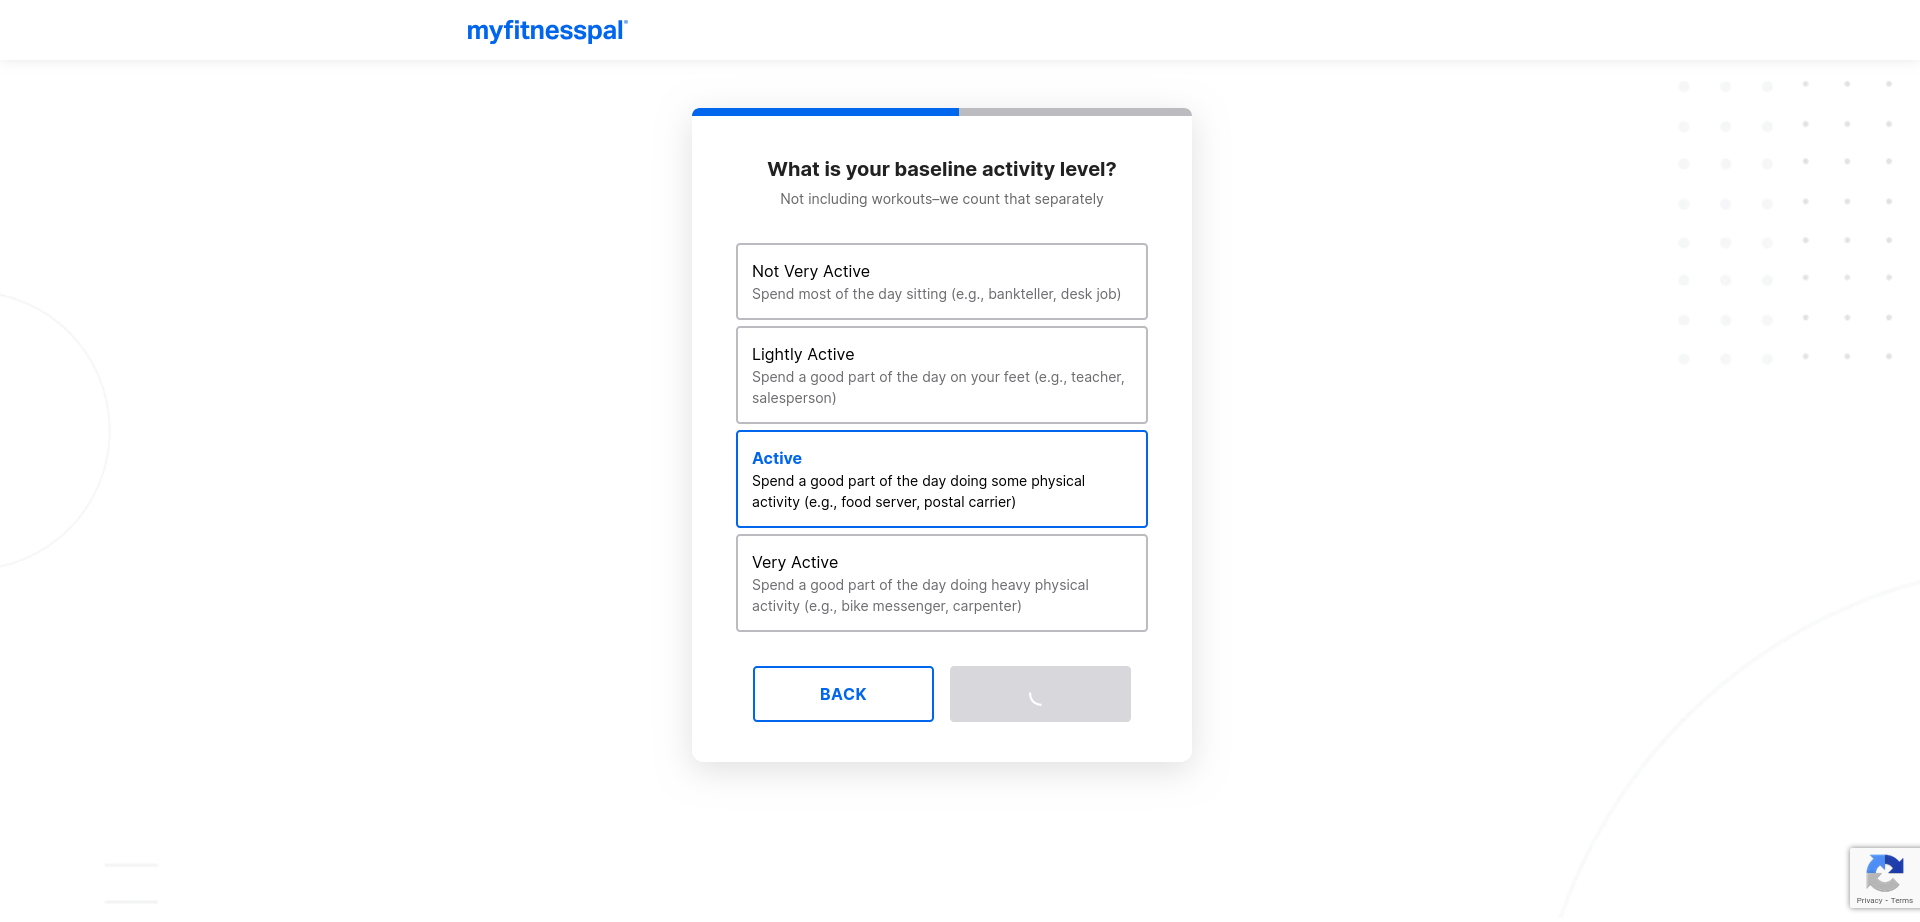 myfitnesspal
What is your baseline activity level?
Not including workouts–we count that separately
Not Very Active
Spend most of the day sitting (e.g., bankteller, desk job)
Lightly Active
Spend a good part of the day on your feet (e.g., teacher,
salesperson)
Active
Spend a good part of the day doing some physical
activity (e.g., food server, postal carrier)
Very Active
Spend a good part of the day doing heavy physical
activity (e.g., bike messenger, carpenter)
BACK
Privacy - Terms